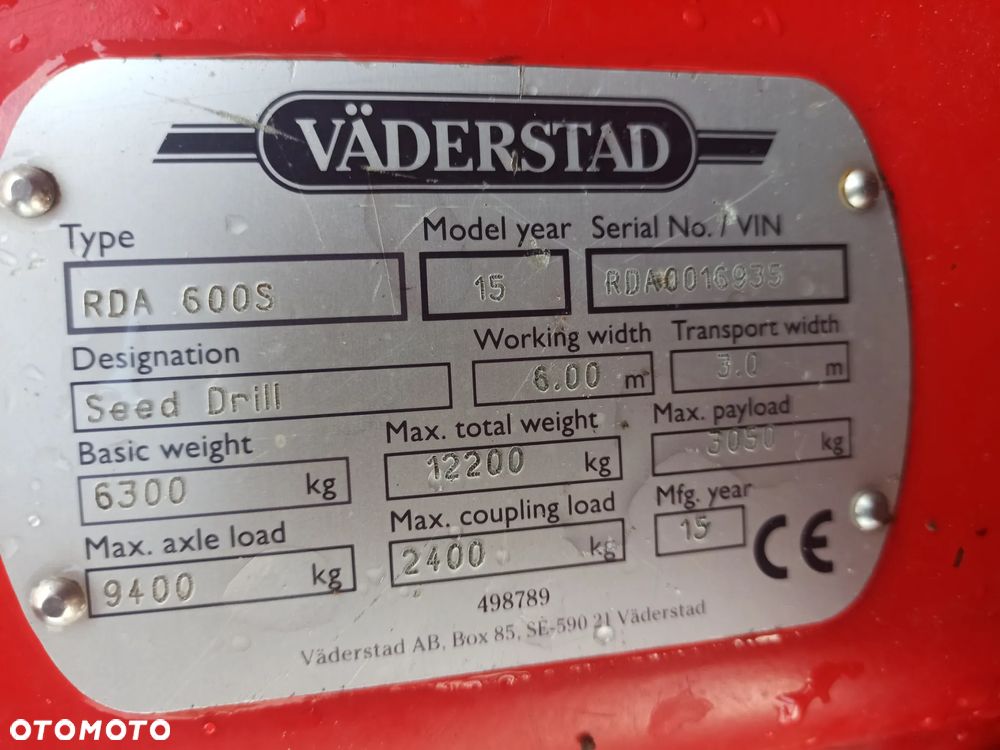 VÄDERSTAD
Type Model year Serial No. / VIN
RDA 600S 15 RDA0016935
Designation Working width Transport width
Seed Drill 6.00 m 3.0 m
Basic weight Max. total weight Max. payload
6300 kg 12200 kg 3050 kg
Max. axle load Max. coupling load Mfg. year
9400 kg 2400 kg 15 CE
498789
Väderstad AB, Box 85, SE-590 21 Väderstad
OTOMOTO